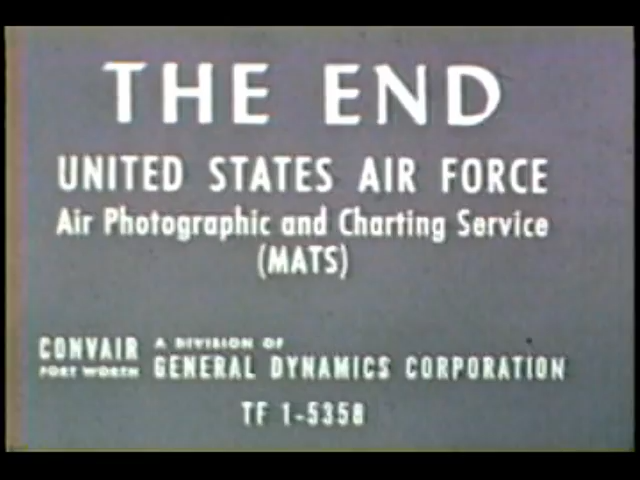 THE END
UNITED STATES AIR FORCE
Air Photographic and Charting Service
(MATS)
CONVAIR A DIVISION OF
FORT WORTH GENERAL DYNAMICS CORPORATION
TF 1-5358